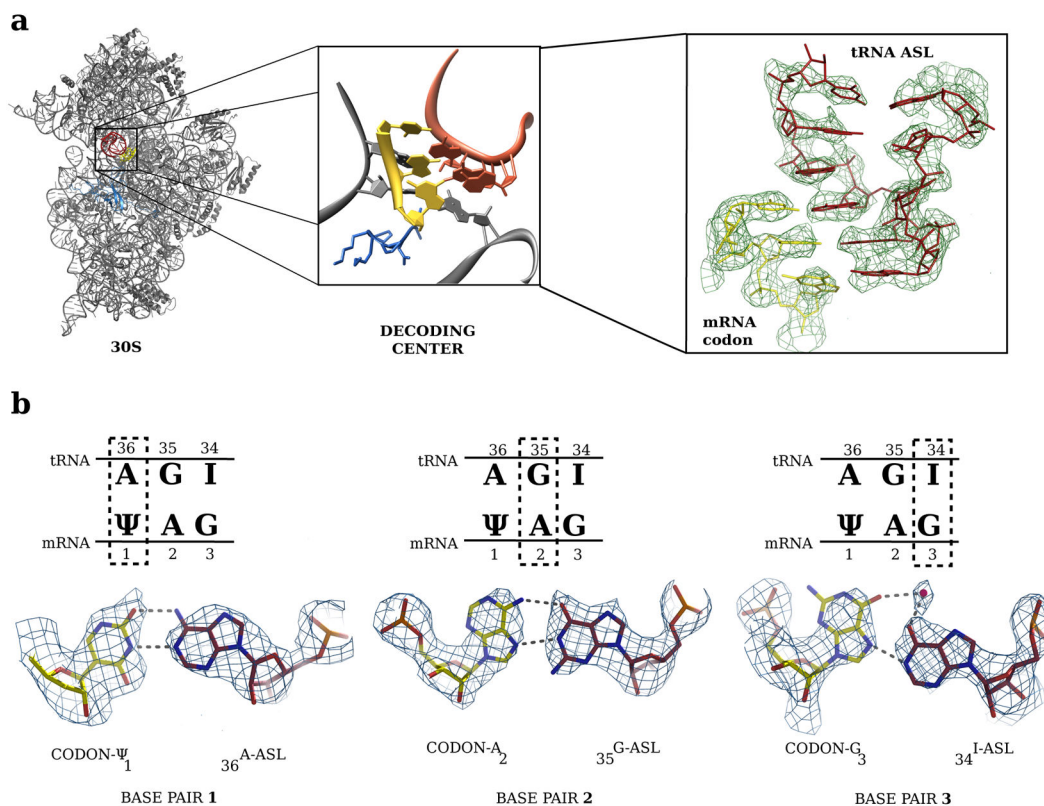 a
tRNA ASL
mRNA
codon
30S
DECODING
CENTER
b
36 35 34
tRNA
A G I
Ψ A G
mRNA
1 2 3
36 35 34
tRNA
A G I
Ψ A G
mRNA
1 2 3
36 35 34
tRNA
A G I
Ψ A G
mRNA
1 2 3
CODON-Ψ1
36A-ASL
CODON-A2
35G-ASL
CODON-G3
34I-ASL
BASE PAIR 1
BASE PAIR 2
BASE PAIR 3